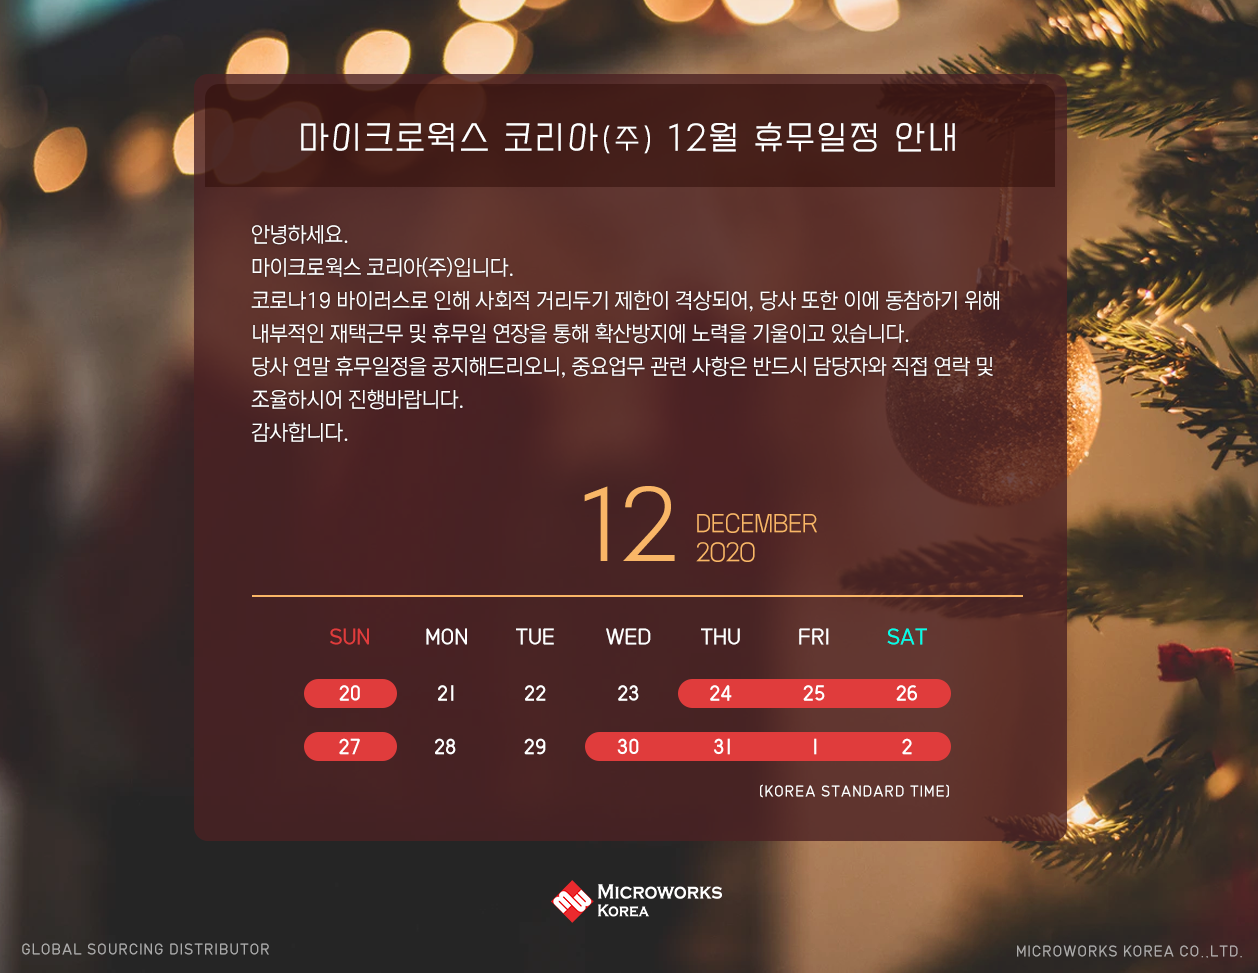 마이크로웍스 코리아(주) 12월 휴무일정 안내
안녕하세요.
마이크로웍스 코리아(주)입니다.
코로나19 바이러스로 인해 사회적 거리두기 제한이 격상되어, 당사 또한 이에 동참하기 위해
내부적인 재택근무 및 휴무일 연장을 통해 확산방지에 노력을 기울이고 있습니다.
당사 연말 휴무일정을 공지해드리오니, 중요업무 관련 사항은 반드시 담당자와 직접 연락 및
조율하시어 진행바랍니다.
감사합니다.
12 DECEMBER
2020
SUN MON TUE WED THU FRI SAT
20 21 22 23 24 25 26
27 28 29 30 31 1 2
(KOREA STANDARD TIME)
MICROWORKS
KOREA
GLOBAL SOURCING DISTRIBUTOR
MICROWORKS KOREA CO.,LTD.